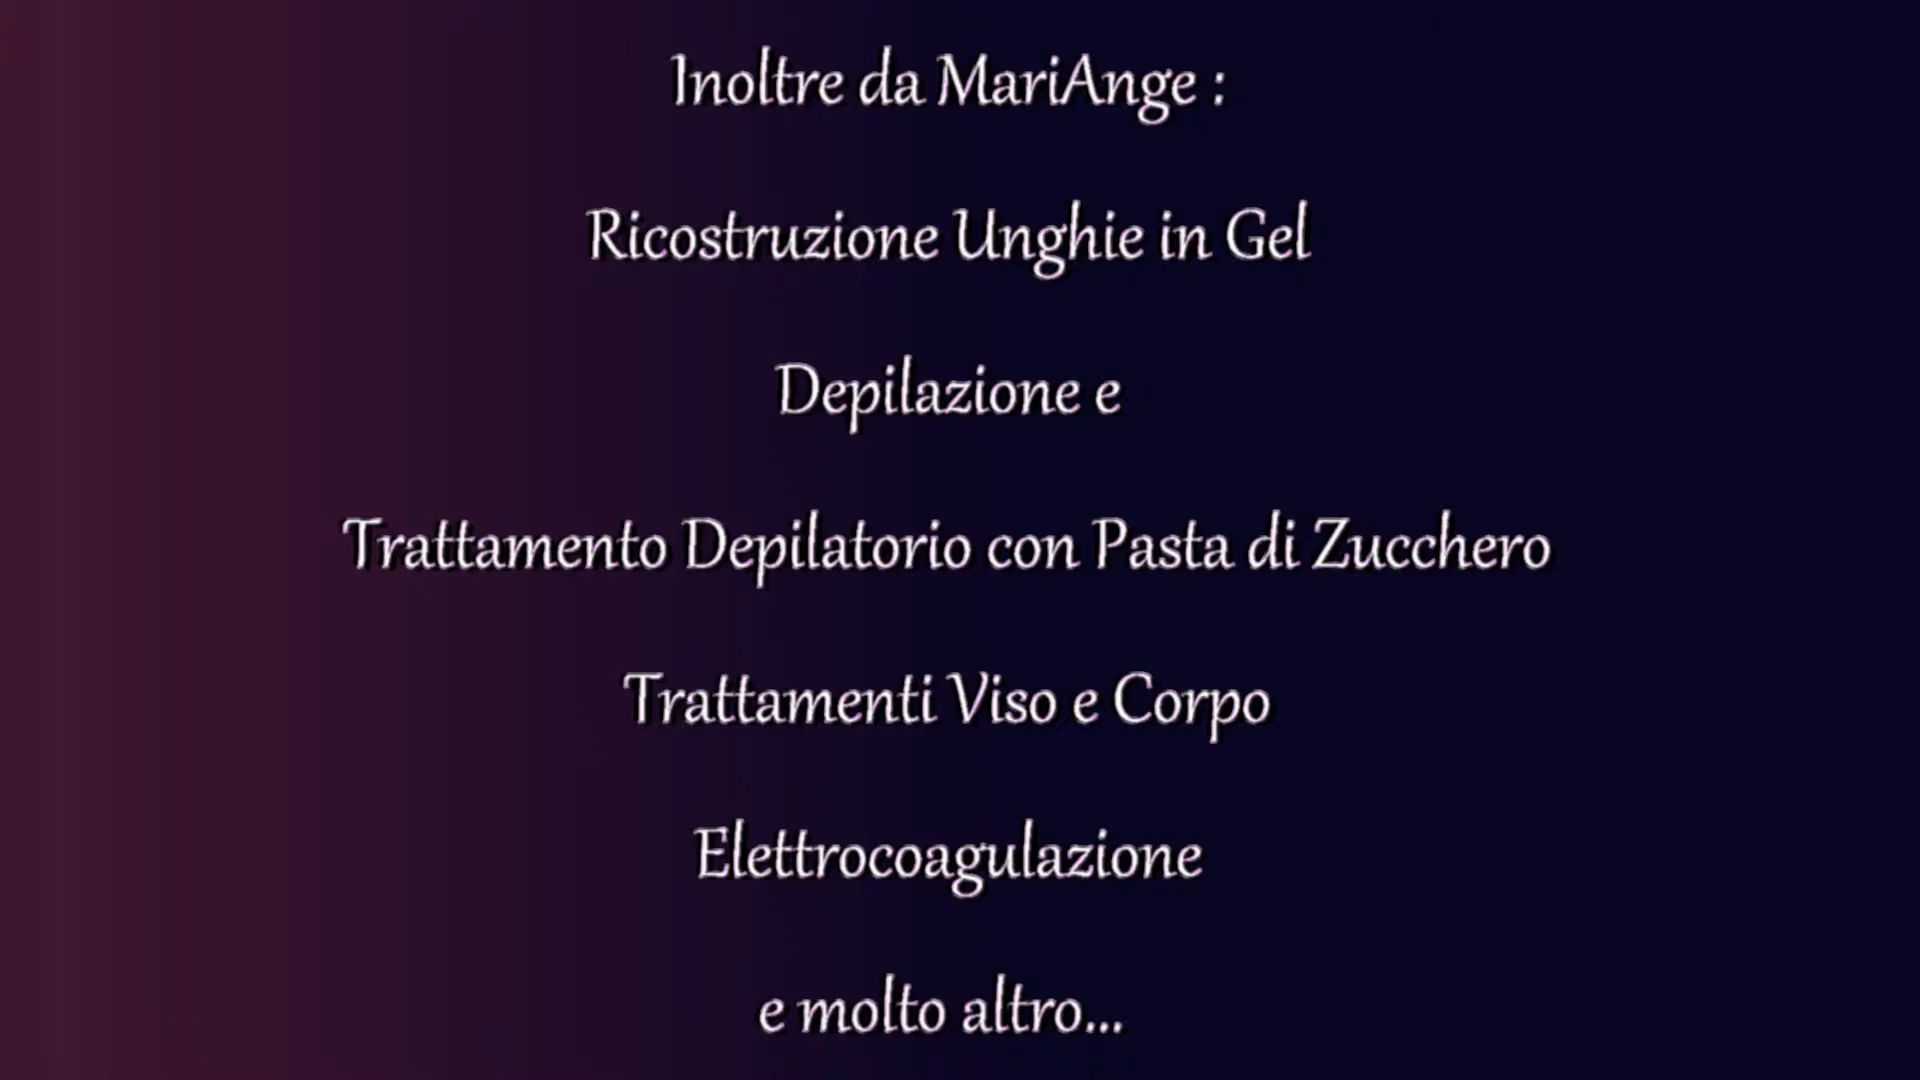 Inoltre da MariAnge :
Ricostruzione Unghie in Gel
Depilazione e
Trattamento Depilatorio con Pasta di Zucchero
Trattamenti Viso e Corpo
Elettrocoagulazione
e molto altro...